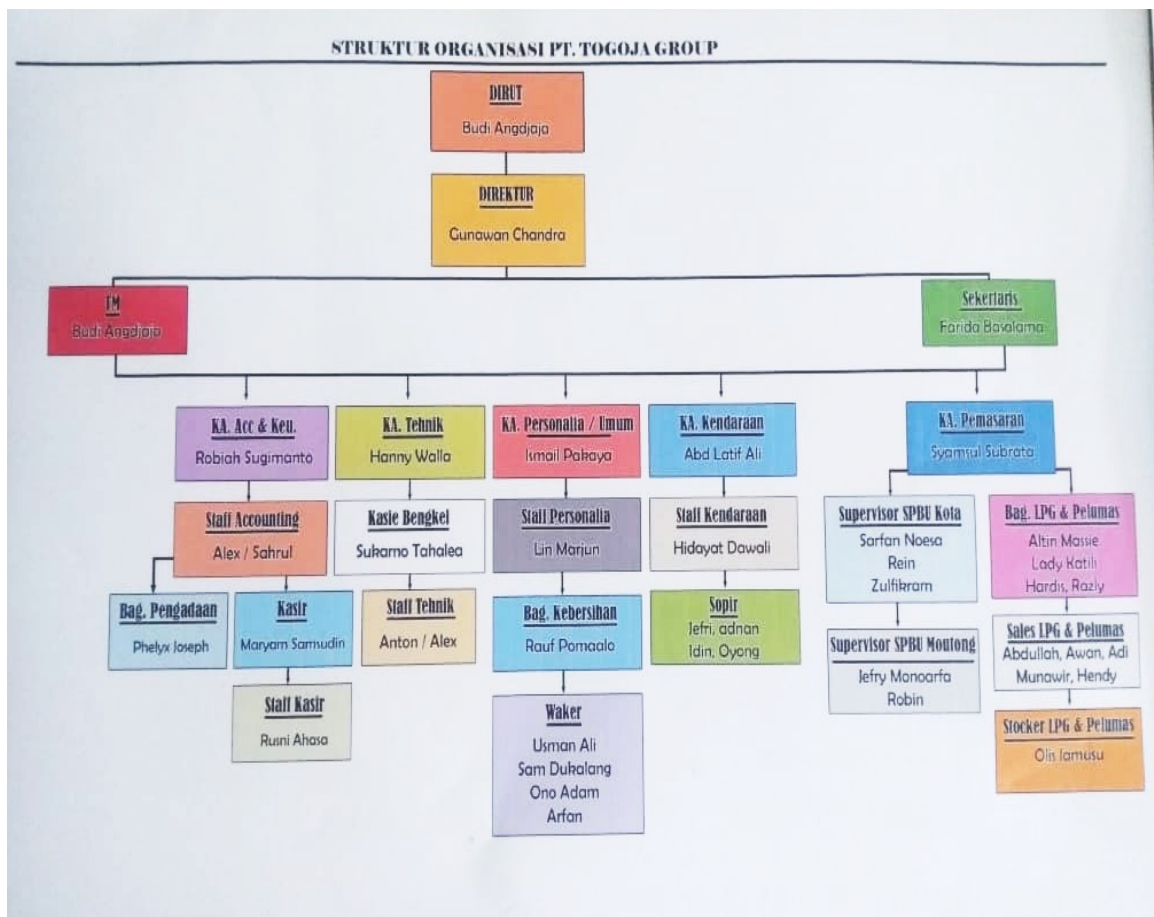 STRUKTUR ORGANISASI PT. TOGOJA GROUP
DIRUT
Budi Angdjaja
DIREKTUR
Gunawan Chandra
TM
Budi Angdjaja
Sekertaris
Farida Basalama
KA. Acc & Keu.
Robiah Sugimanto
KA. Tehnik
Hanny Walla
KA. Personalia / Umum
Ismail Pakaya
KA. Kendaraan
Abd Latif Ali
KA. Pemasaran
Syamsul Subrata
Staff Accounting
Alex / Sahrul
Kasie Bengkel
Sukarno Tahalea
Staff Personalia
Lin Marjun
Staff Kendaraan
Hidayat Dawali
Supervisor SPBU Kota
Sarfan Noesa
Rein
Zulfikram
Bag. LPG & Pelumas
Altin Massie
Lady Katili
Hardis, Razly
Bag. Pengadaan
Phelyx Joseph
Kasir
Maryam Samudin
Staff Tehnik
Anton / Alex
Bag. Kebersihan
Rauf Pomaalo
Sopir
Jefri, adnan
Idin, Oyong
Supervisor SPBU Moutong
Jefry Monoarfa
Robin
Sales LPG & Pelumas
Abdullah, Awan, Adi
Munawir, Hendy
Staff Kasir
Rusni Ahasa
Waker
Usman Ali
Sam Dukalang
Ono Adam
Arfan
Stocker LPG & Pelumas
Olis lamusu